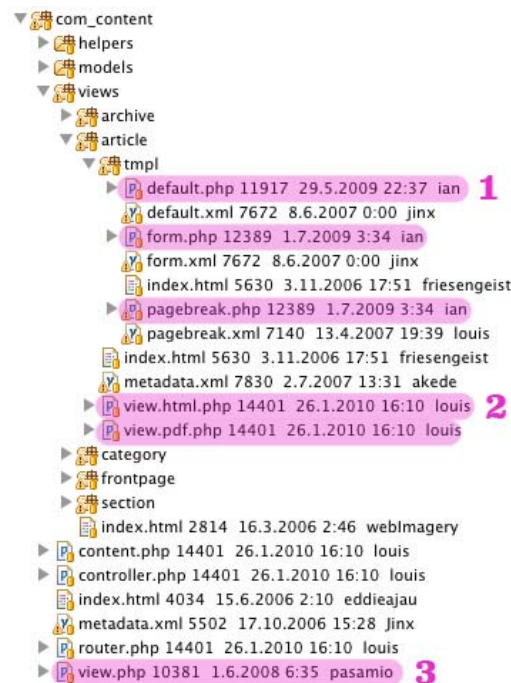 com_content
helpers
models
views
archive
article
tmpl
default.php 11917 29.5.2009 22:37 ian 1
default.xml 7672 8.6.2007 0:00 jinx
form.php 12389 1.7.2009 3:34 ian
form.xml 7672 8.6.2007 0:00 jinx
index.html 5630 3.11.2006 17:51 friesengeist
pagebreak.php 12389 1.7.2009 3:34 ian
pagebreak.xml 7140 13.4.2007 19:39 louis
index.html 5630 3.11.2006 17:51 friesengeist
metadata.xml 7830 2.7.2007 13:31 akede
view.html.php 14401 26.1.2010 16:10 louis 2
view.pdf.php 14401 26.1.2010 16:10 louis
category
frontpage
section
index.html 2814 16.3.2006 2:46 webImagery
content.php 14401 26.1.2010 16:10 louis
controller.php 14401 26.1.2010 16:10 louis
index.html 4034 15.6.2006 2:10 eddieajau
metadata.xml 5502 17.10.2006 15:28 Jinx
router.php 14401 26.1.2010 16:10 louis
view.php 10381 1.6.2008 6:35 pasamio 3